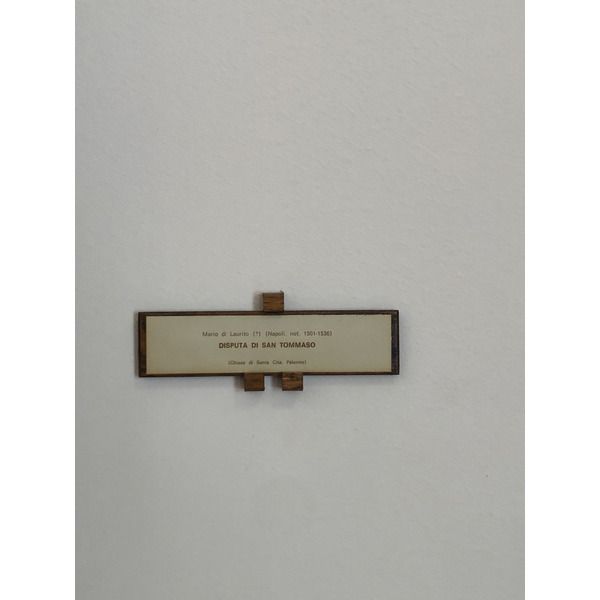 Mario di Laurito (?) (Napoli, not. 1501-1536)
DISPUTA DI SAN TOMMASO
(Chiesa di Santa Cita, Palermo)